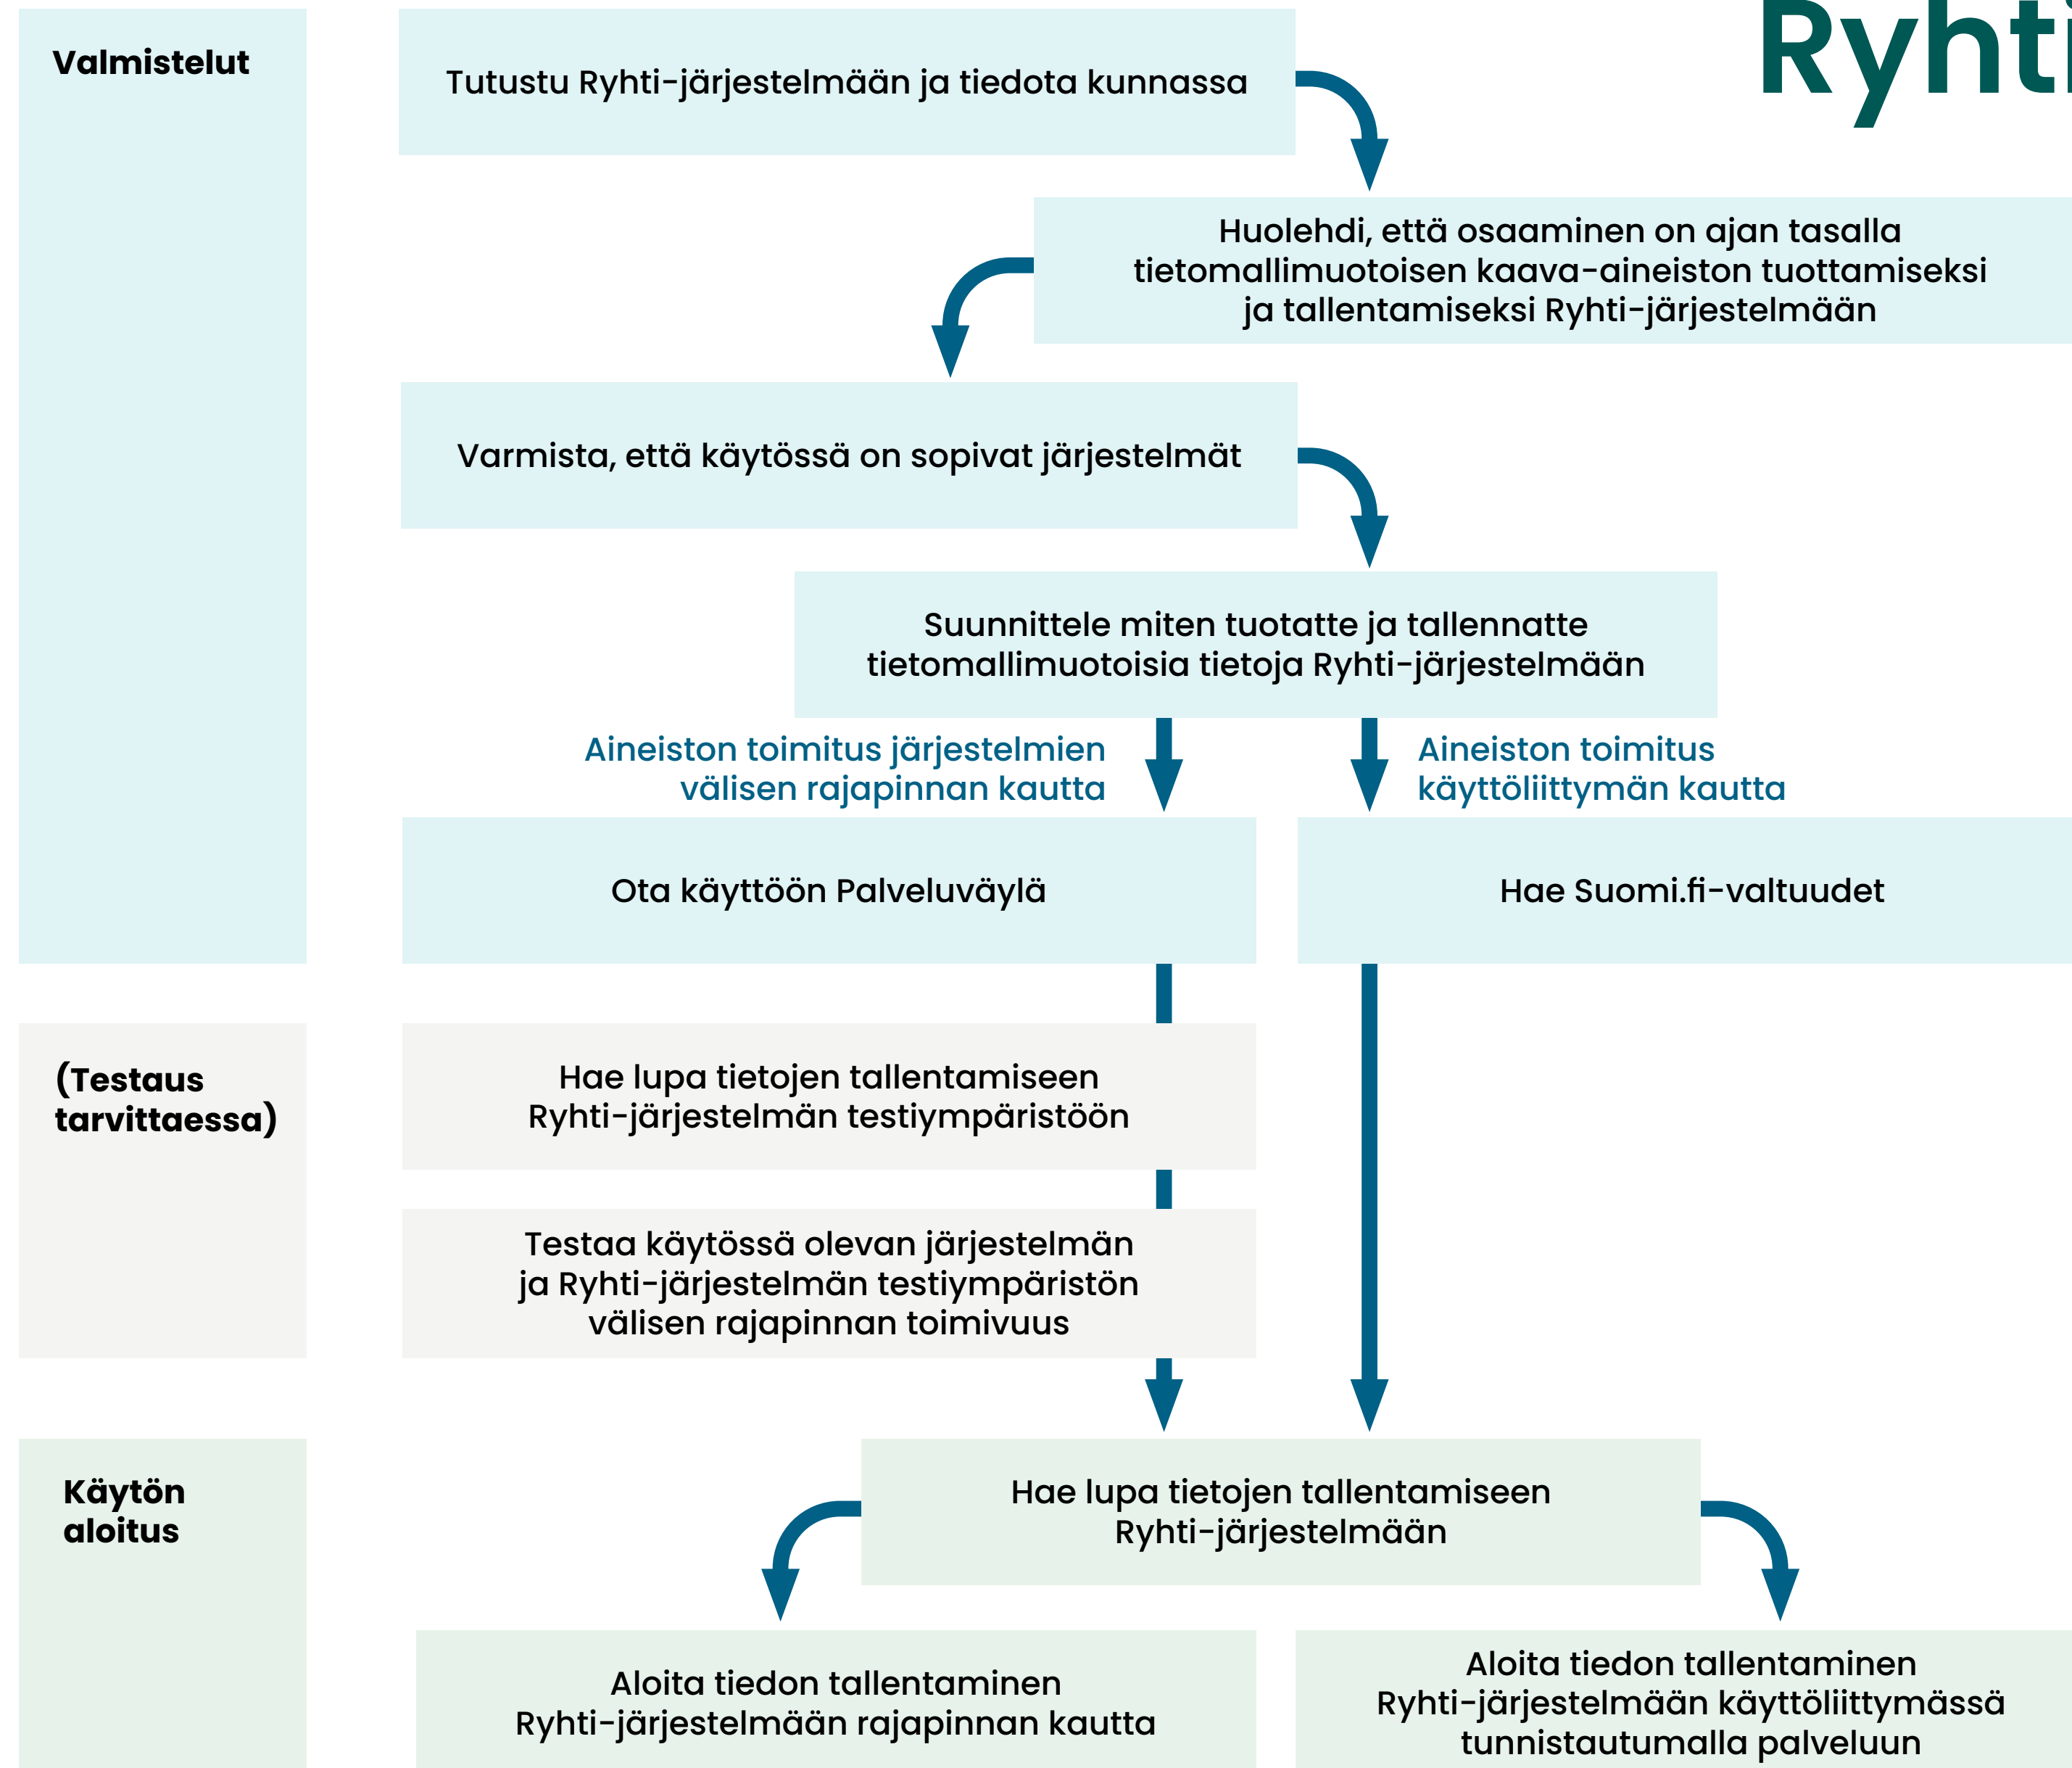 Ryhti
Valmistelut
Tutustu Ryhti-järjestelmään ja tiedota kunnassa
Huolehdi, että osaaminen on ajan tasalla
tietomallimuotoisen kaava-aineiston tuottamiseksi
ja tallentamiseksi Ryhti-järjestelmään
Varmista, että käytössä on sopivat järjestelmät
Suunnittele miten tuotatte ja tallennatte
tietomallimuotoisia tietoja Ryhti-järjestelmään
Aineiston toimitus järjestelmien
välisen rajapinnan kautta
Aineiston toimitus
käyttöliittymän kautta
Ota käyttöön Palveluväylä
Hae Suomi.fi-valtuudet
(Testaus
tarvittaessa)
Hae lupa tietojen tallentamiseen
Ryhti-järjestelmän testiympäristöön
Testaa käytössä olevan järjestelmän
ja Ryhti-järjestelmän testiympäristön
välisen rajapinnan toimivuus
Käytön
aloitus
Hae lupa tietojen tallentamiseen
Ryhti-järjestelmään
Aloita tiedon tallentaminen
Ryhti-järjestelmään rajapinnan kautta
Aloita tiedon tallentaminen
Ryhti-järjestelmään käyttöliittymässä
tunnistautumalla palveluun